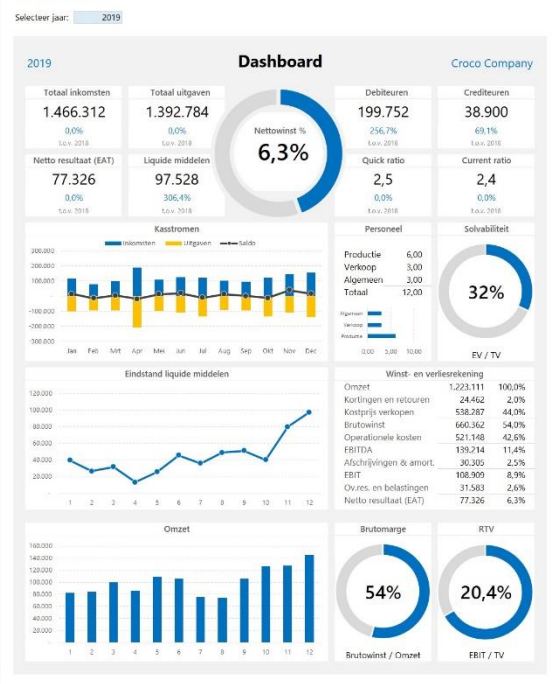 Selecteer jaar: 2019
2019 Dashboard Croco Company
Totaal inkomsten
1.466.312
0,0%
t.o.v. 2018
Totaal uitgaven
1.392.784
0,0%
t.o.v. 2018
Nettowinst %
6,3%
Debiteuren
199.752
256,7%
t.o.v. 2018
Crediteuren
38.900
69,1%
t.o.v. 2018
Netto resultaat (EAT)
77.326
0,0%
t.o.v. 2018
Liquide middelen
97.528
306,4%
t.o.v. 2018
Quick ratio
2,5
0,0%
t.o.v. 2018
Current ratio
2,4
0,0%
t.o.v. 2018
Kasstromen
Inkomsten Uitgaven Saldo
300.000
200.000
100.000
-
-100.000
-200.000
-300.000
Jan Feb Mrt Apr Mei Jun Jul Aug Sep Okt Nov Dec
Personeel
Productie 6,00
Verkoop 3,00
Algemeen 3,00
Totaal 12,00
Algemeen
Verkoop
Productie
0,00 5,00 10,00
Solvabiliteit
32%
EV / TV
Eindstand liquide middelen
120.000
100.000
80.000
60.000
40.000
20.000
-
1 2 3 4 5 6 7 8 9 10 11 12
Winst- en verliesrekening
Omzet 1.223.111 100,0%
Kortingen en retouren 24.462 2,0%
Kostprijs verkopen 538.287 44,0%
Brutowinst 660.362 54,0%
Operationele kosten 521.148 42,6%
EBITDA 139.214 11,4%
Afschrijvingen & amort. 30.305 2,5%
EBIT 108.909 8,9%
Ov.res. en belastingen 31.583 2,6%
Netto resultaat (EAT) 77.326 6,3%
Omzet
160.000
140.000
120.000
100.000
80.000
60.000
40.000
20.000
-
1 2 3 4 5 6 7 8 9 10 11 12
Brutomarge
54%
Brutowinst / Omzet
RTV
20,4%
EBIT / TV